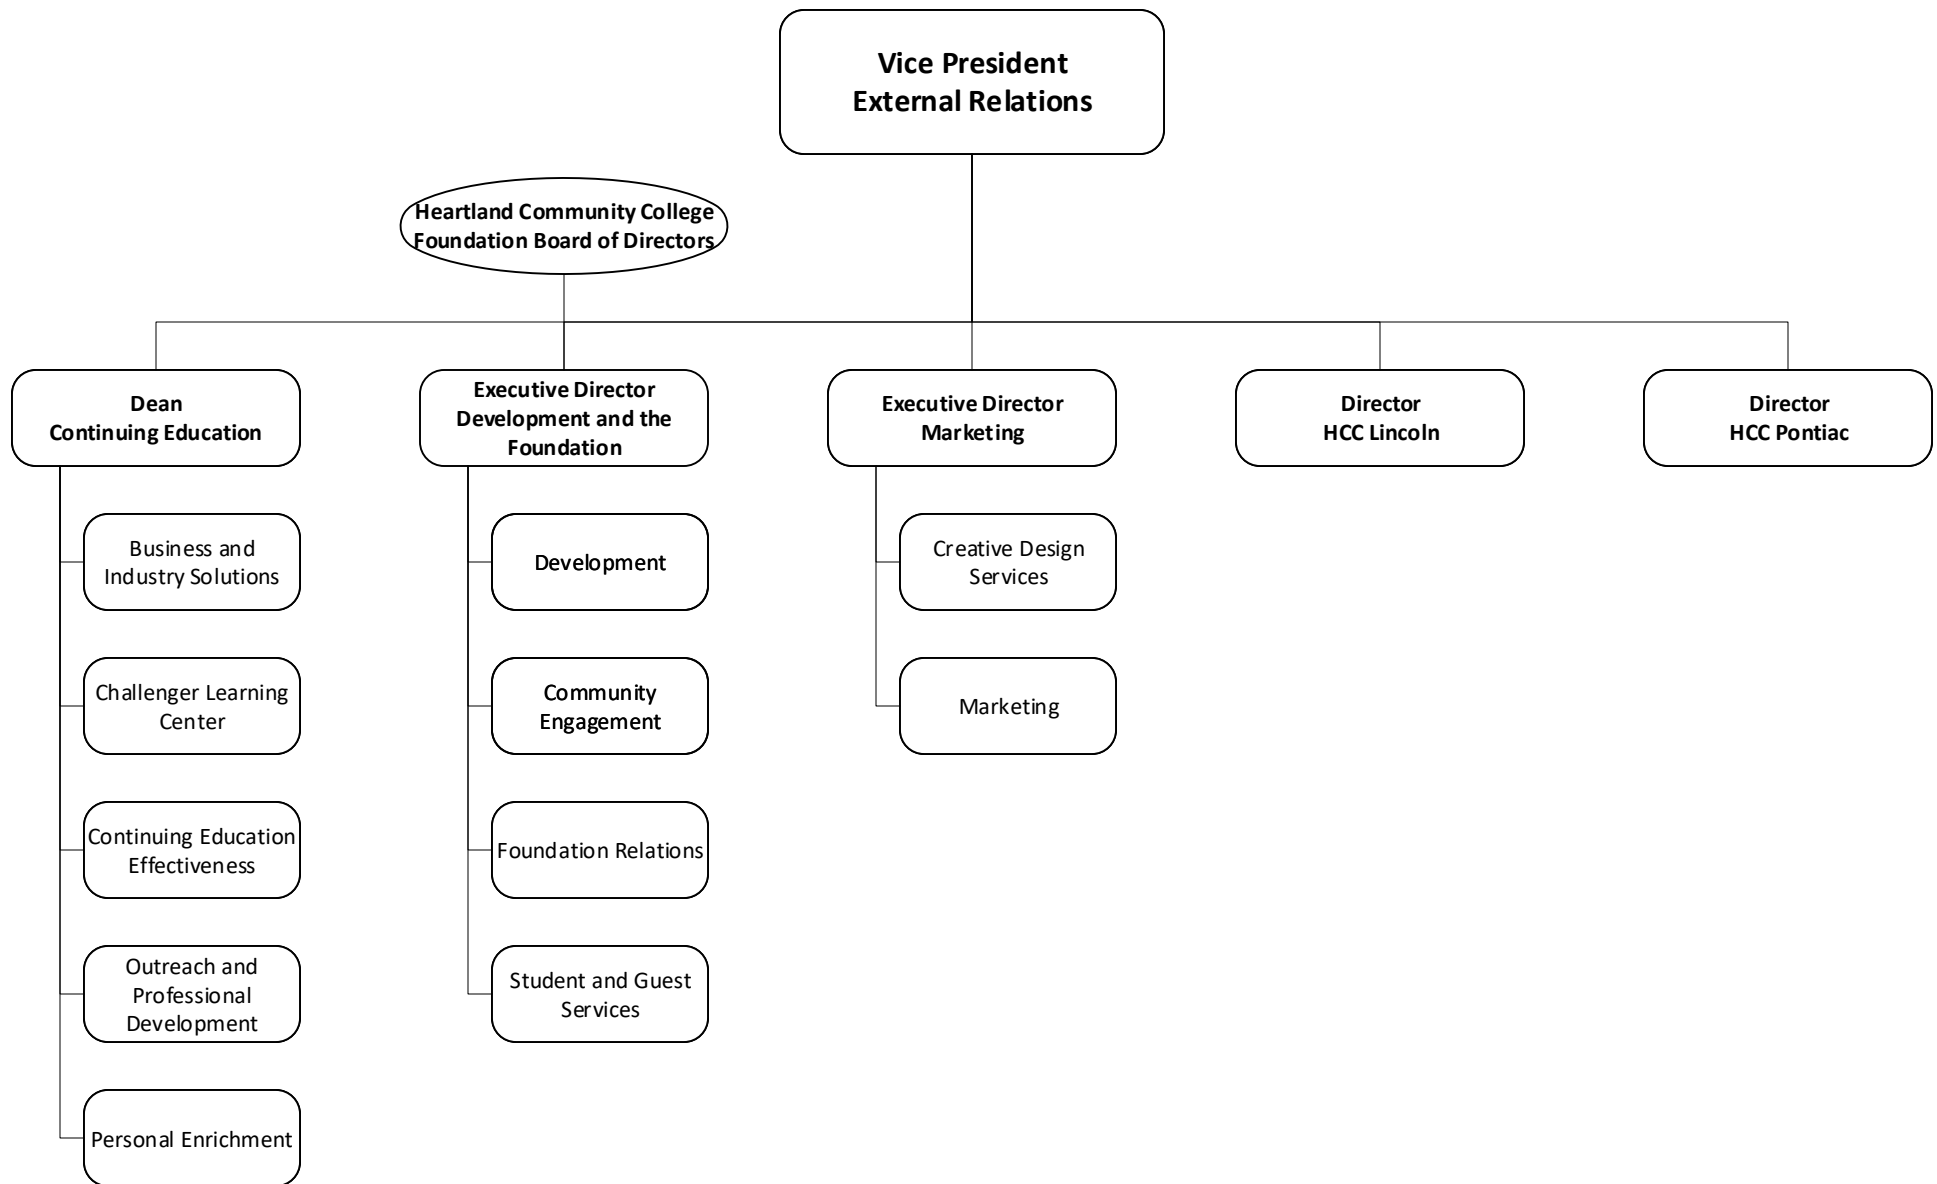 Vice President
External Relations
Heartland Community College
Foundation Board of Directors
Dean
Continuing Education
Executive Director
Development and the
Foundation
Executive Director
Marketing
Director
HCC Lincoln
Director
HCC Pontiac
Business and
Industry Solutions
Challenger Learning
Center
Continuing Education
Effectiveness
Outreach and
Professional
Development
Personal Enrichment
Development
Community
Engagement
Foundation Relations
Student and Guest
Services
Creative Design
Services
Marketing